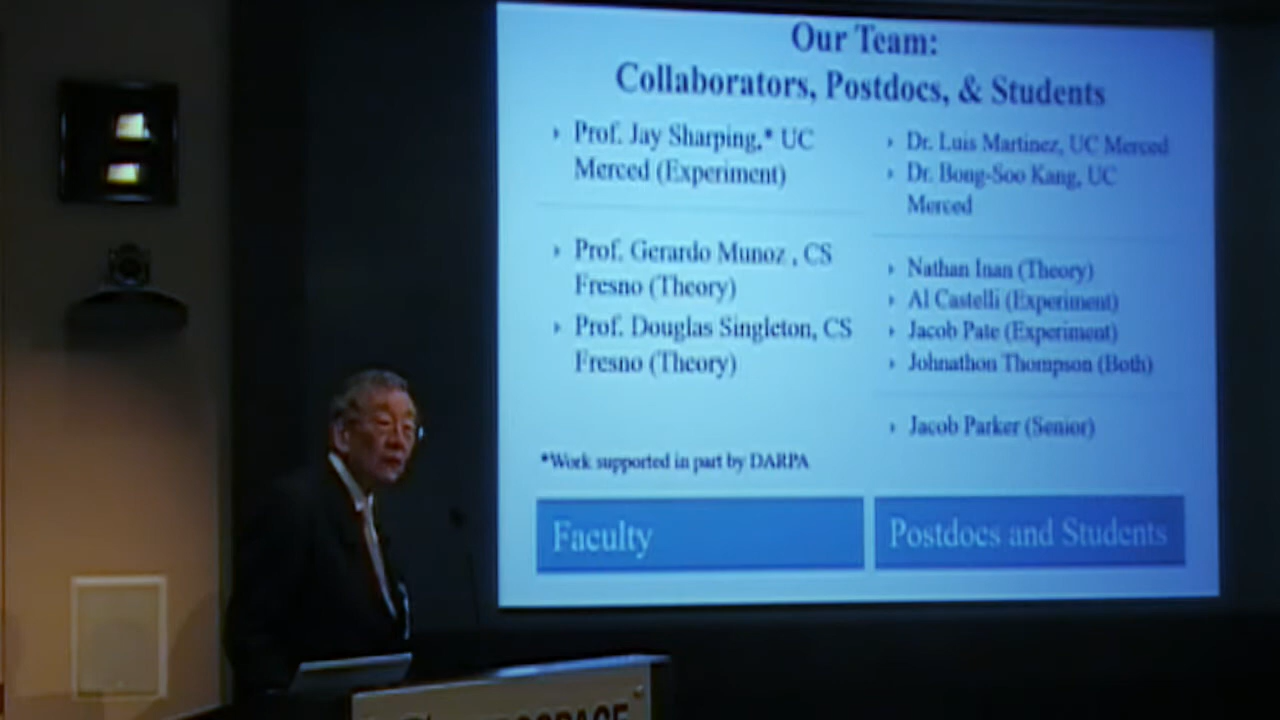 Our Team:
Collaborators, Postdocs, & Students
Prof. Jay Sharping,* UC
Merced (Experiment)
Prof. Gerardo Munoz , CS
Fresno (Theory)
Prof. Douglas Singleton, CS
Fresno (Theory)
*Work supported in part by DARPA
Faculty
Dr. Luis Martinez, UC Merced
Dr. Bong-Soo Kang, UC
Merced
Nathan Inan (Theory)
Al Castelli (Experiment)
Jacob Pate (Experiment)
Johnathon Thompson (Both)
Jacob Parker (Senior)
Postdocs and Students